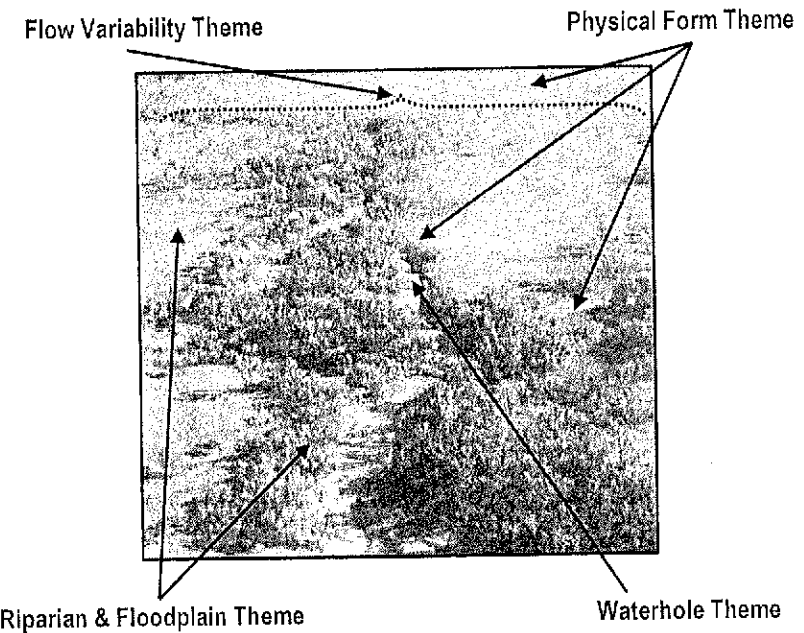 Flow Variability Theme
Physical Form Theme
Riparian & Floodplain Theme
Waterhole Theme